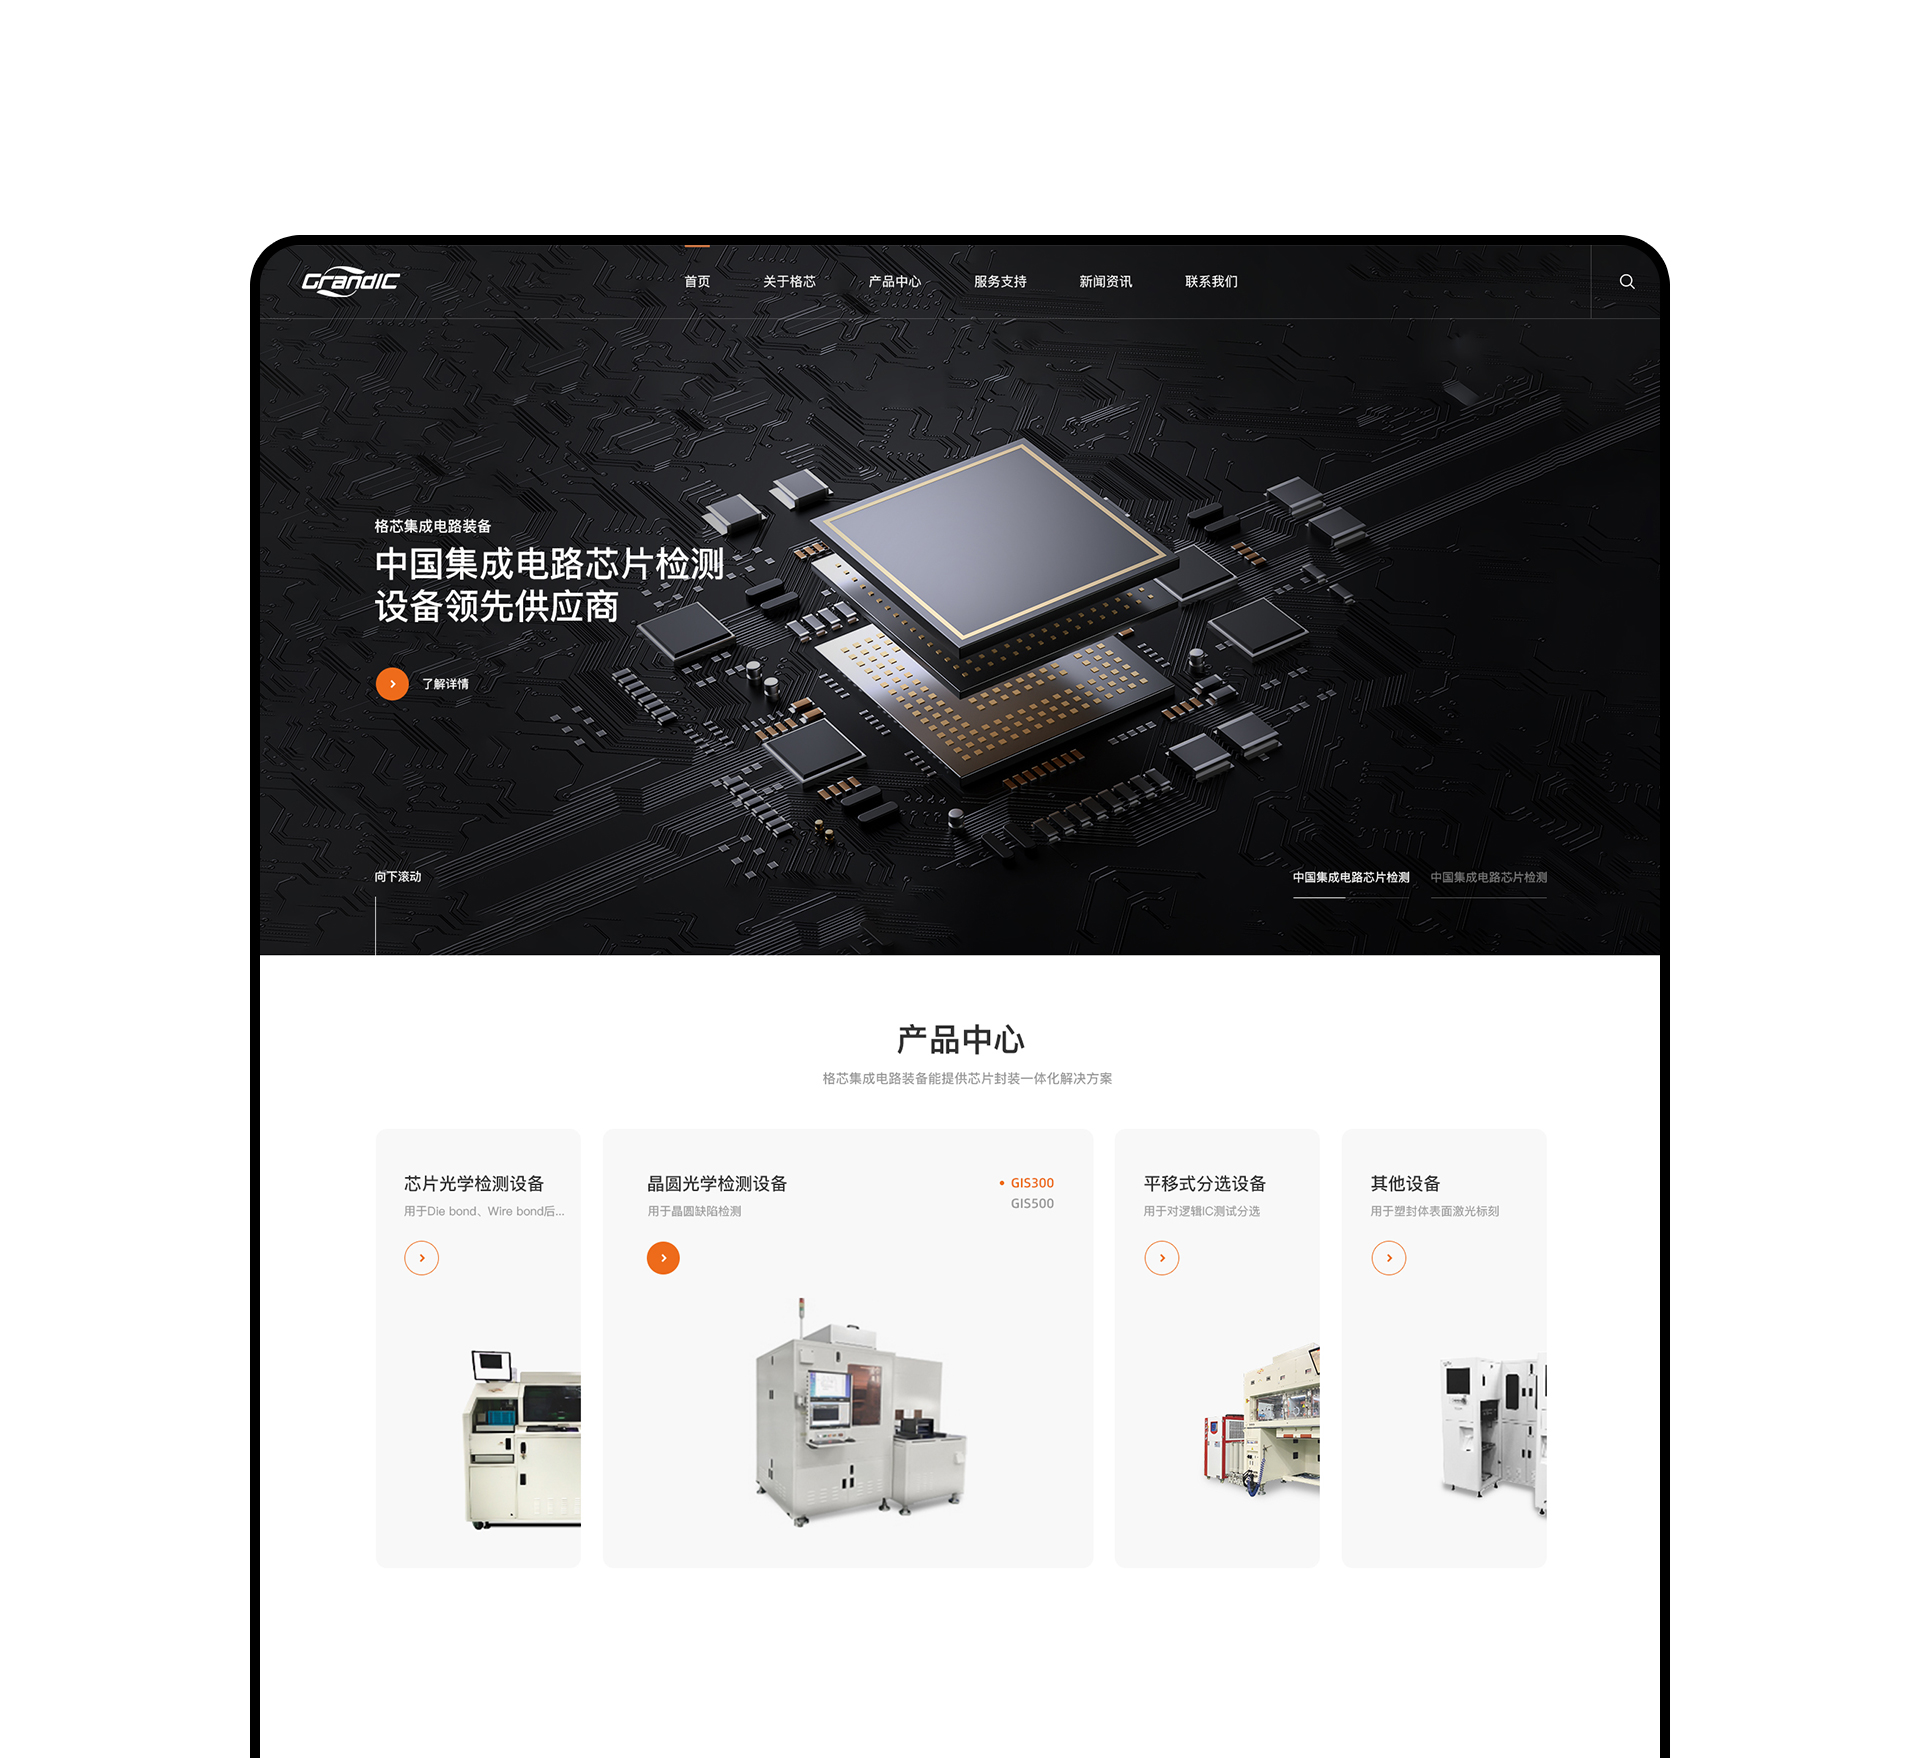 GrandIC
首页
关于格芯
产品中心
服务支持
新闻资讯
联系我们
格芯集成电路装备
中国集成电路芯片检测
设备领先供应商
了解详情
向下滚动
中国集成电路芯片检测
中国集成电路芯片检测
产品中心
格芯集成电路装备能提供芯片封装一体化解决方案
芯片光学检测设备
用于Die bond、Wire bond后...
晶圆光学检测设备
用于晶圆缺陷检测
GIS300
GIS500
平移式分选设备
用于对逻辑IC测试分选
其他设备
用于塑封体表面激光标刻